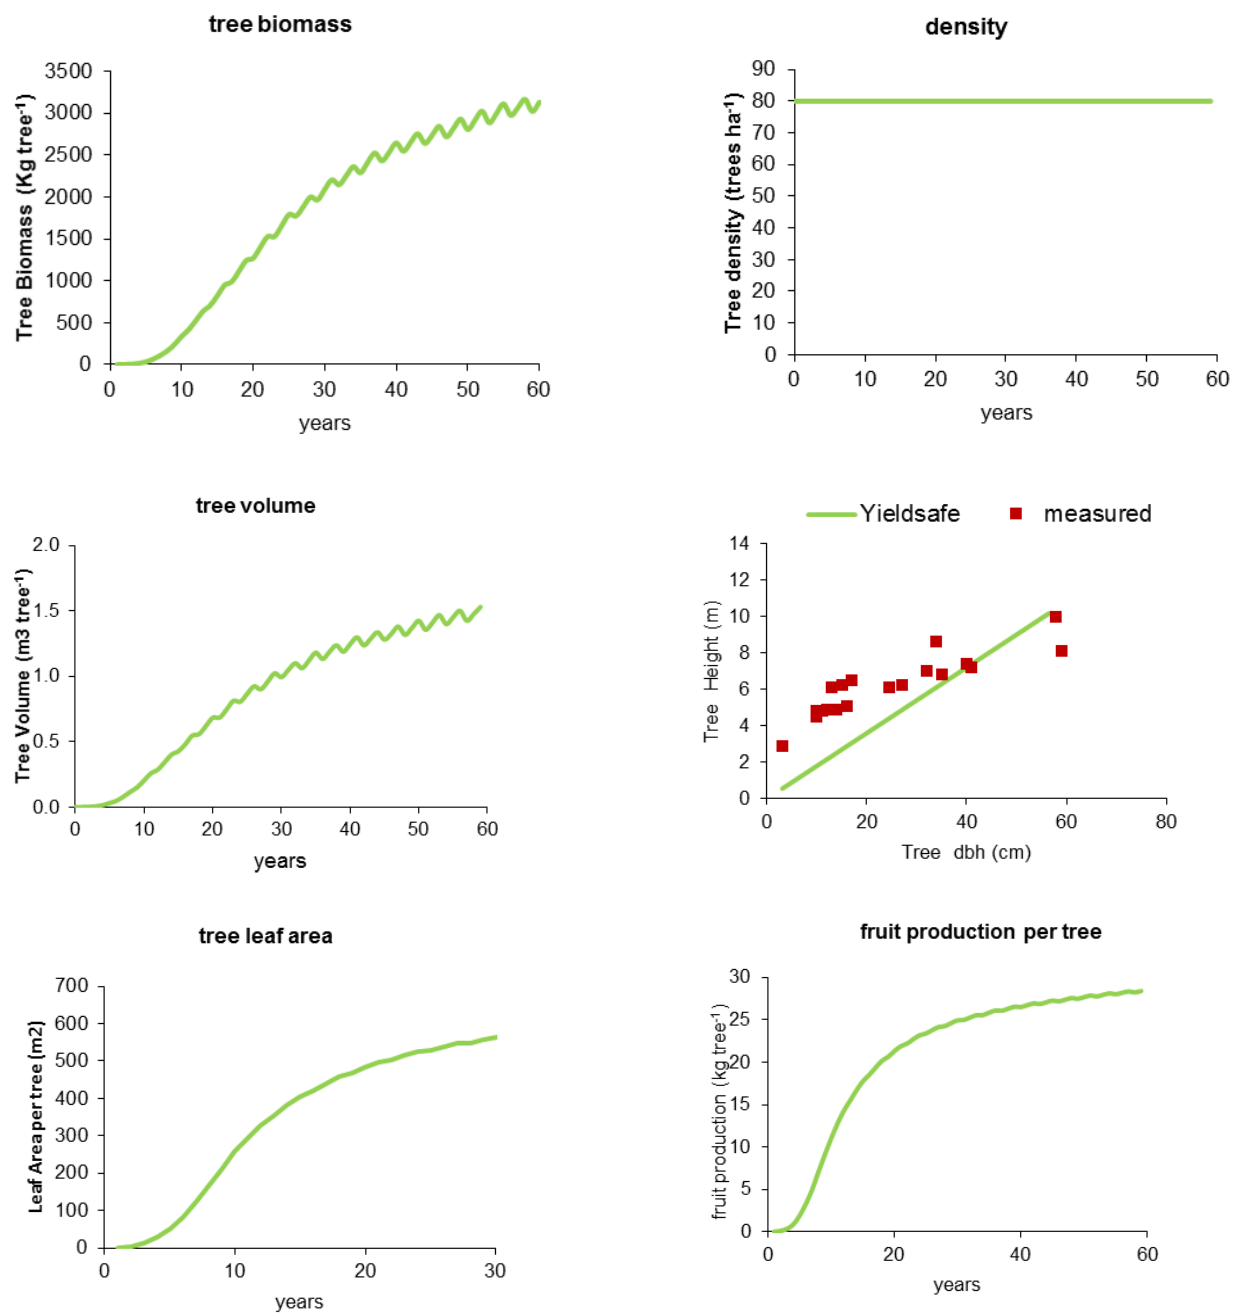 tree biomass
Tree Biomass (Kg tree⁻¹)
3500
3000
2500
2000
1500
1000
500
0
0 10 20 30 40 50 60
years
density
Tree density (trees ha⁻¹)
90
80
70
60
50
40
30
20
10
0
0 10 20 30 40 50 60
years
tree volume
Tree Volume (m3 tree⁻¹)
2.0
1.5
1.0
0.5
0.0
0 10 20 30 40 50 60
years
Yieldsafe measured
Tree Height (m)
14
12
10
8
6
4
2
0
0 20 40 60 80
Tree dbh (cm)
tree leaf area
Leaf Area per tree (m2)
700
600
500
400
300
200
100
0
0 10 20 30
years
fruit production per tree
fruit production (kg tree⁻¹)
30
25
20
15
10
5
0
0 20 40 60
years